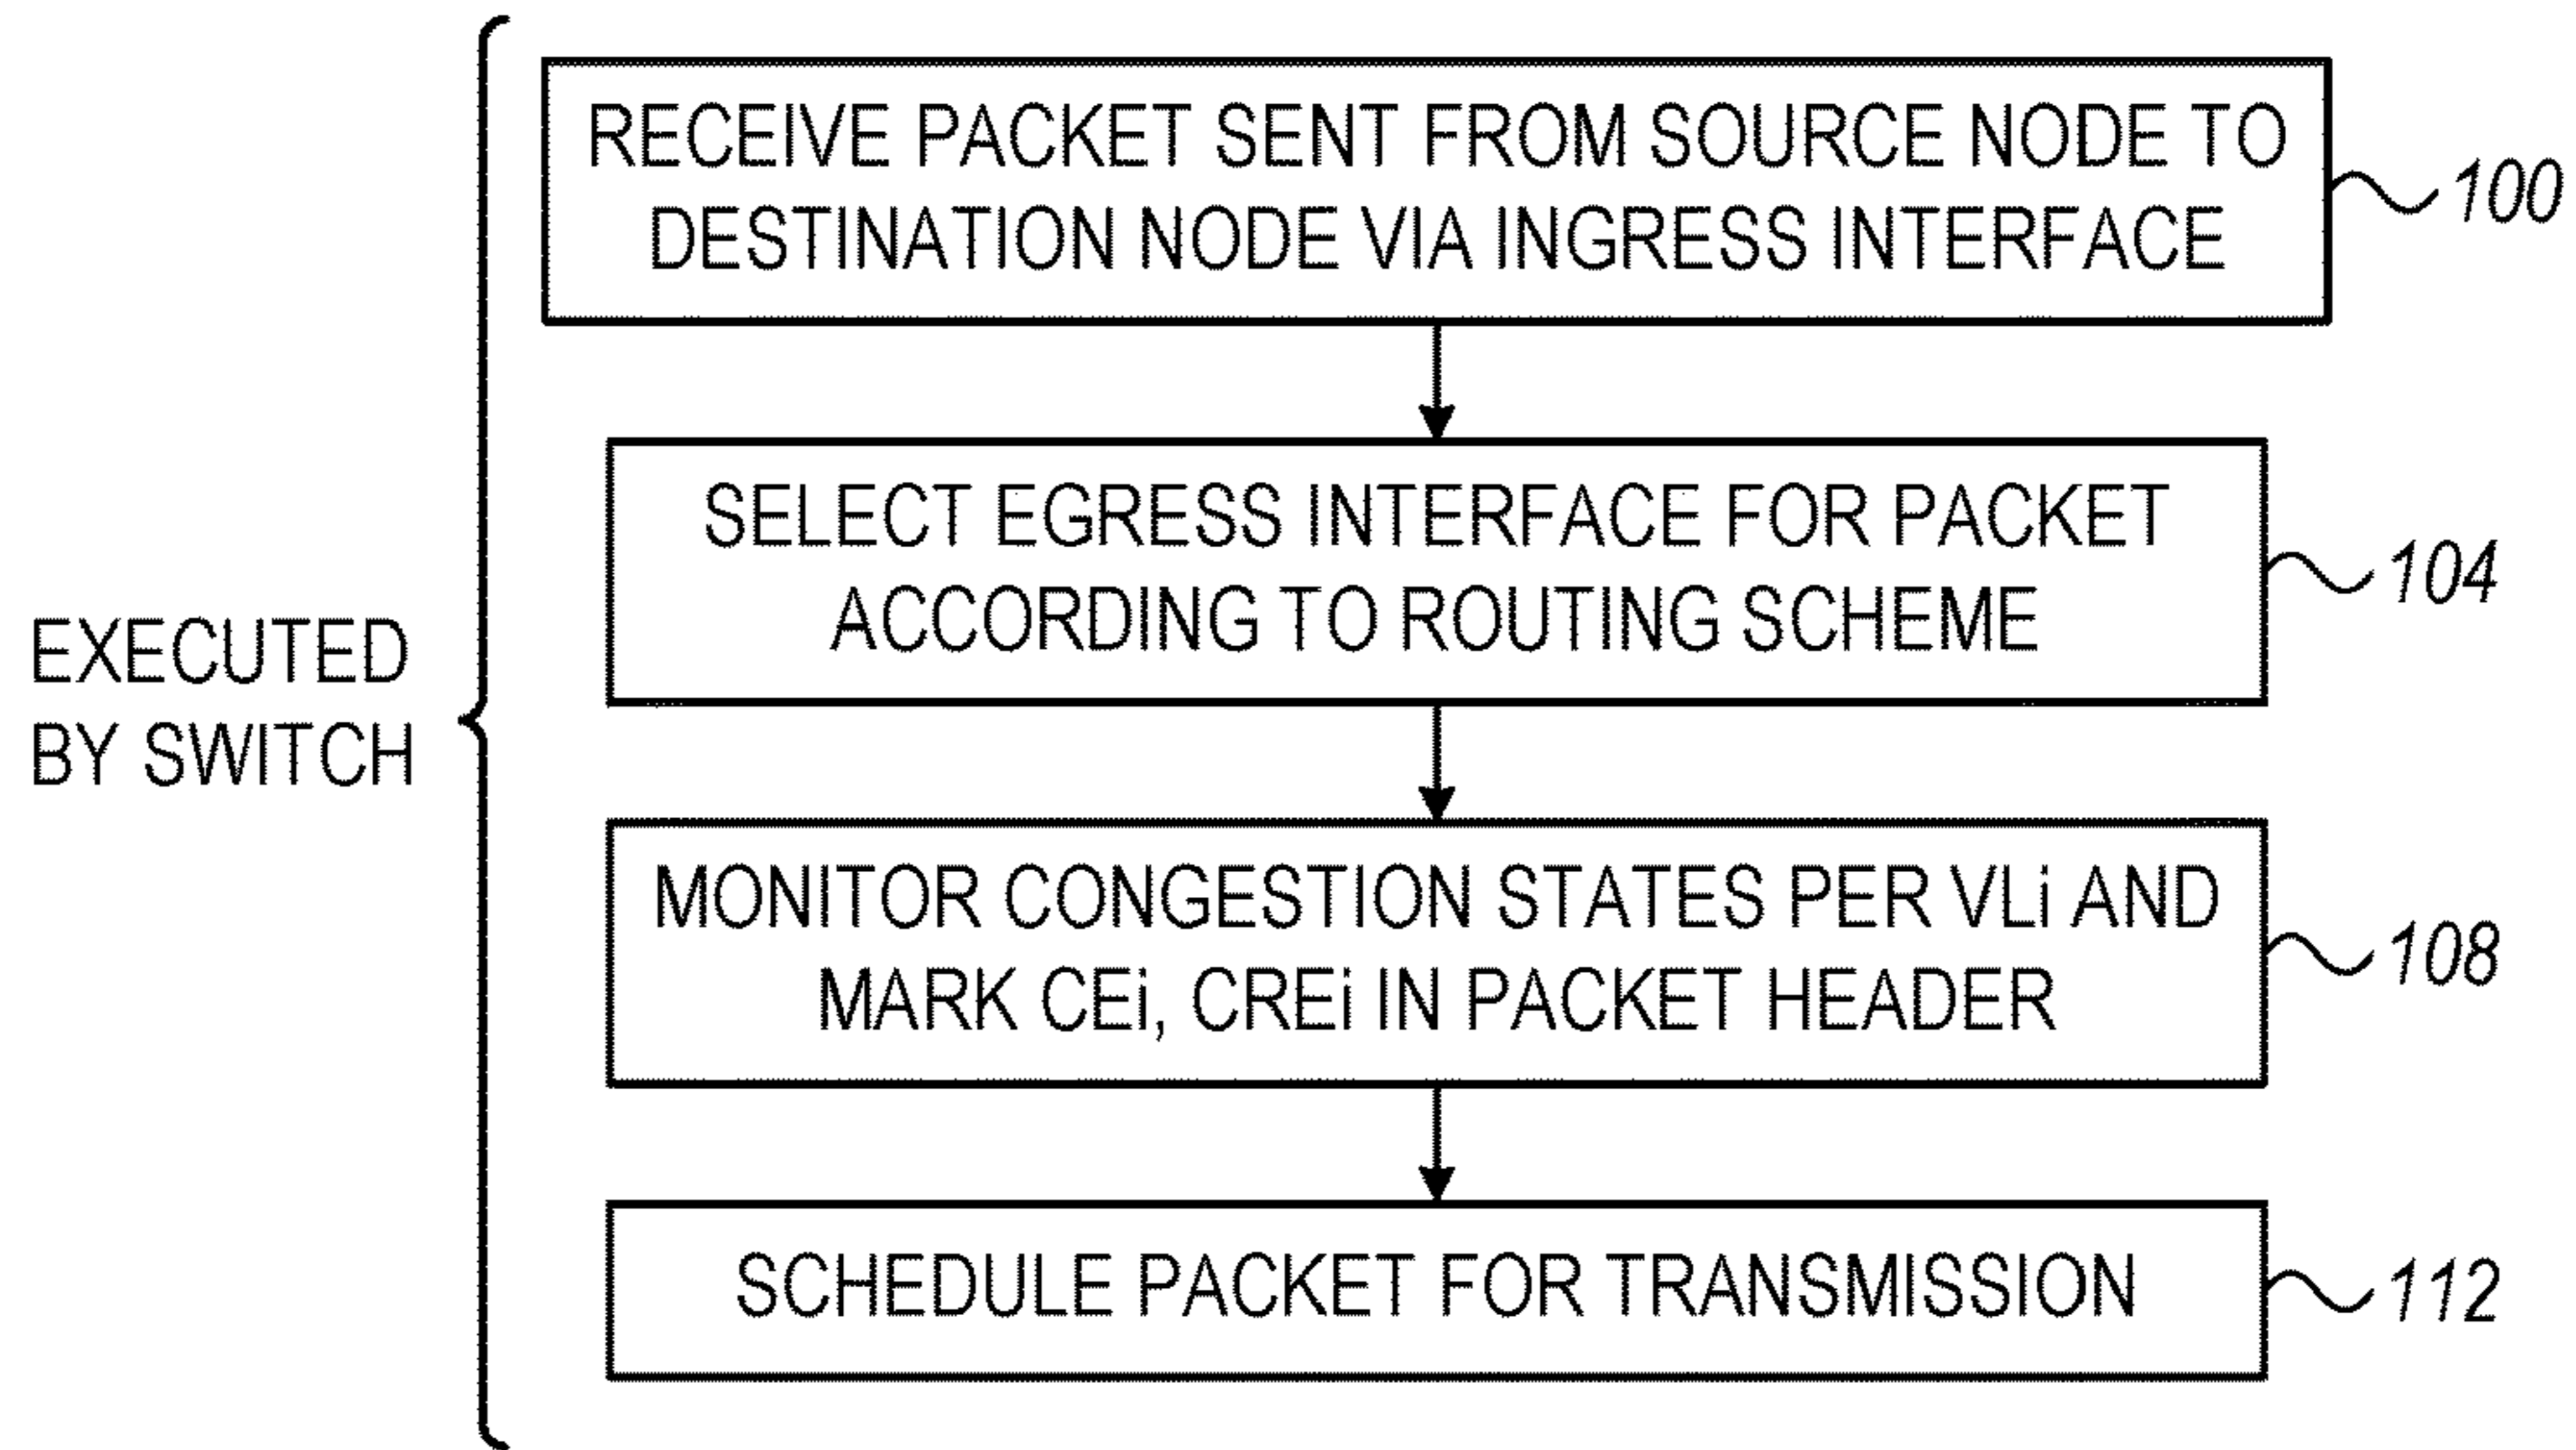 RECEIVE PACKET SENT FROM SOURCE NODE TO
DESTINATION NODE VIA INGRESS INTERFACE
100
SELECT EGRESS INTERFACE FOR PACKET
ACCORDING TO ROUTING SCHEME
104
EXECUTED
BY SWITCH
MONITOR CONGESTION STATES PER VLi AND
MARK CEi, CREi IN PACKET HEADER
108
SCHEDULE PACKET FOR TRANSMISSION
112